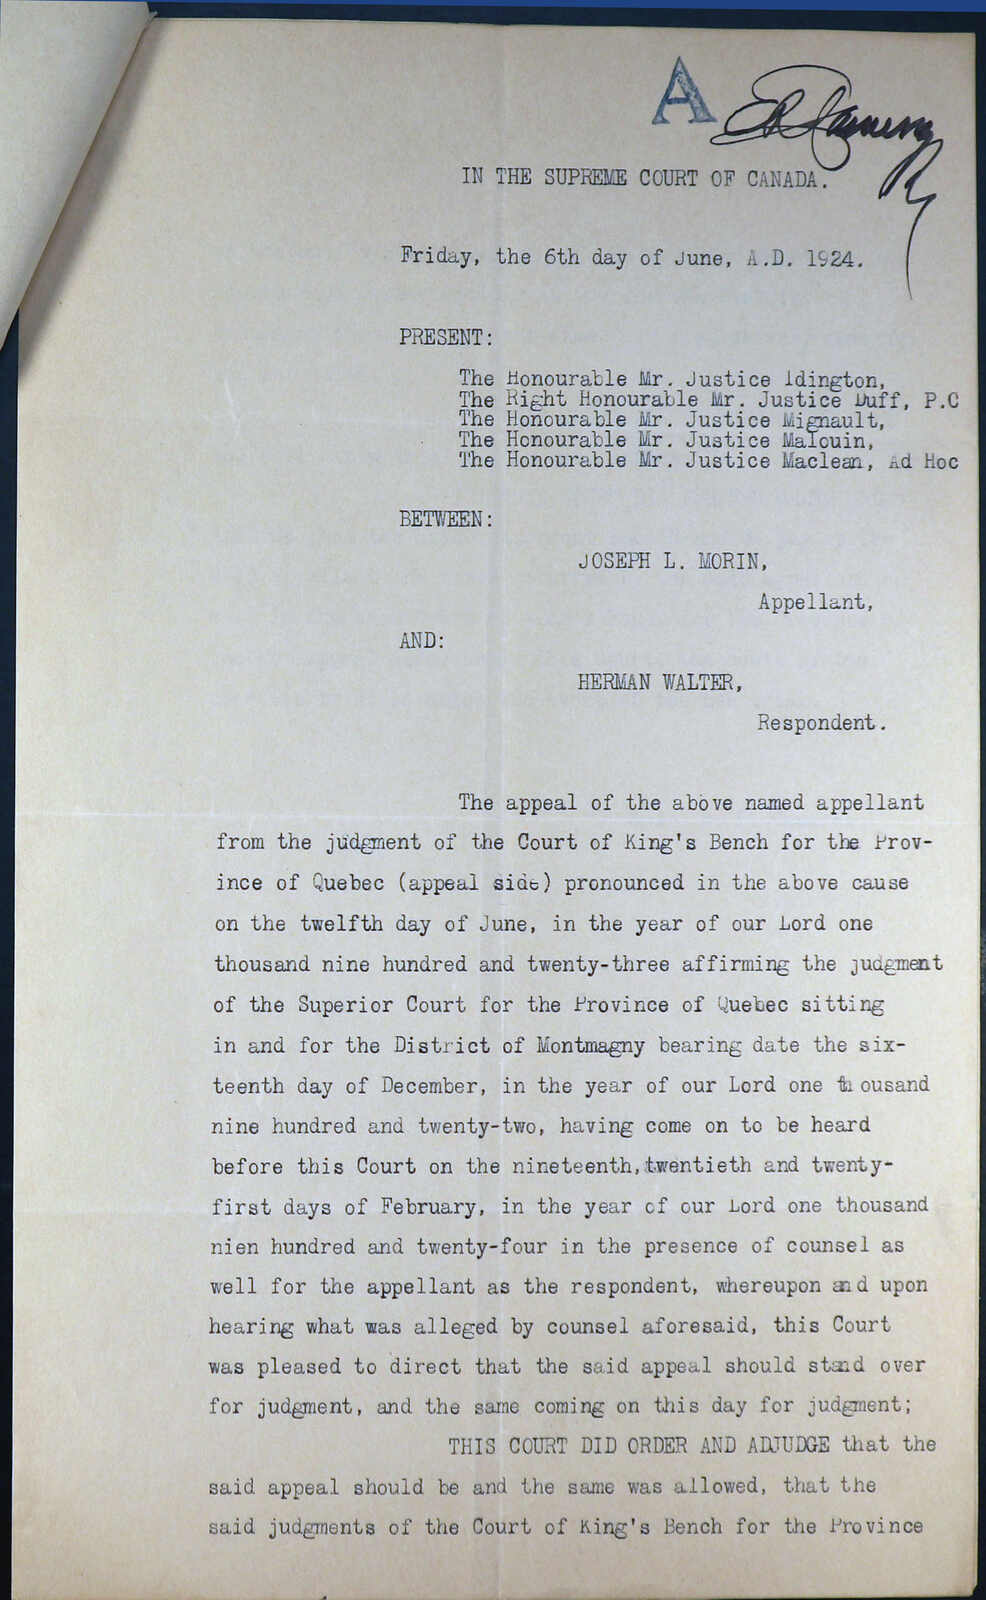 A
IN THE SUPREME COURT OF CANADA.
Friday, the 6th day of June, A.D. 1924.
PRESENT:
The Honourable Mr. Justice Idington,
The Right Honourable Mr. Justice Duff, P.C
The Honourable Mr. Justice Mignault,
The Honourable Mr. Justice Malouin,
The Honourable Mr. Justice Maclean, Ad Hoc
BETWEEN:
JOSEPH L. MORIN,
Appellant,
AND:
HERMAN WALTER,
Respondent.
The appeal of the above named appellant
from the judgment of the Court of King's Bench for the Prov-
ince of Quebec (appeal side) pronounced in the above cause
on the twelfth day of June, in the year of our Lord one
thousand nine hundred and twenty-three affirming the judgment
of the Superior Court for the Province of Quebec sitting
in and for the District of Montmagny bearing date the six-
teenth day of December, in the year of our Lord one th ousand
nine hundred and twenty-two, having come on to be heard
before this Court on the nineteenth, twentieth and twenty-
first days of February, in the year of our Lord one thousand
nien hundred and twenty-four in the presence of counsel as
well for the appellant as the respondent, whereupon and upon
hearing what was alleged by counsel aforesaid, this Court
was pleased to direct that the said appeal should stand over
for judgment, and the same coming on this day for judgment;
THIS COURT DID ORDER AND ADJUDGE that the
said appeal should be and the same was allowed, that the
said judgments of the Court of King's Bench for the Province